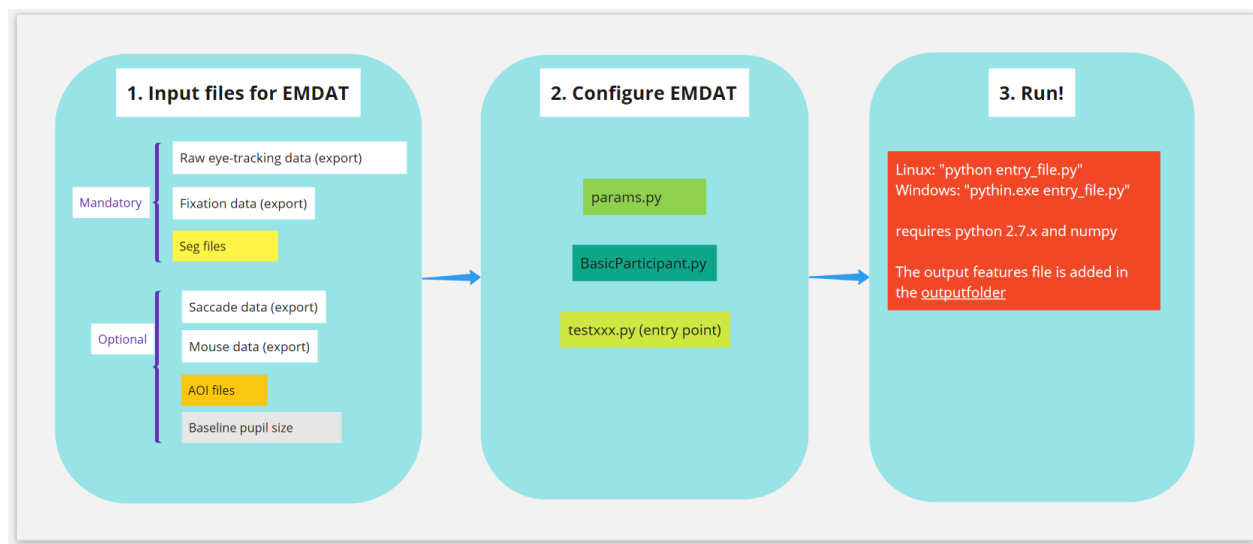 1. Input files for EMDAT
Mandatory
Raw eye-tracking data (export)
Fixation data (export)
Seg files
Optional
Saccade data (export)
Mouse data (export)
AOI files
Baseline pupil size
2. Configure EMDAT
params.py
BasicParticipant.py
testxxx.py (entry point)
3. Run!
Linux: "python entry_file.py"
Windows: "pythin.exe entry_file.py"
requires python 2.7.x and numpy
The output features file is added in
the outputfolder